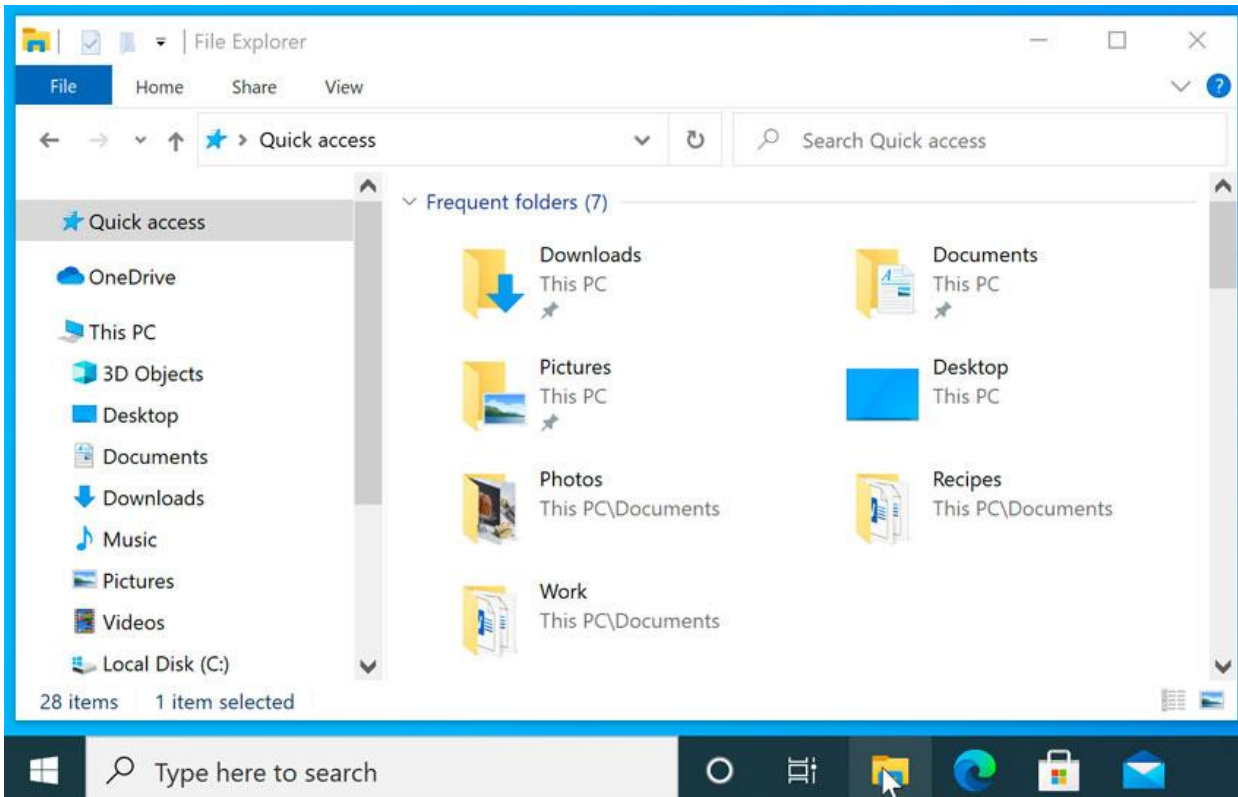 File Explorer
File Home Share View
Quick access
Search Quick access
Quick access
OneDrive
This PC
3D Objects
Desktop
Documents
Downloads
Music
Pictures
Videos
Local Disk (C:)
Frequent folders (7)
Downloads
This PC
Documents
This PC
Pictures
This PC
Desktop
This PC
Photos
This PC\Documents
Recipes
This PC\Documents
Work
This PC\Documents
28 items 1 item selected
Type here to search